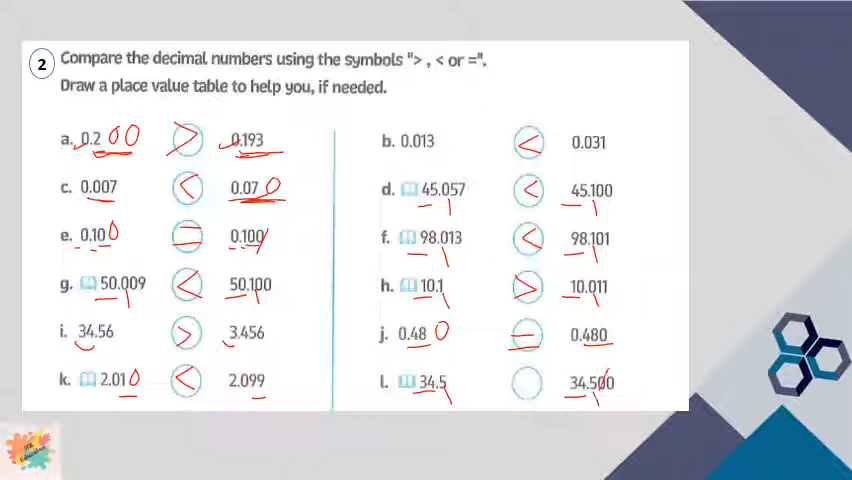 2 Compare the decimal numbers using the symbols "> , < or =".
Draw a place value table to help you, if needed.
a. 0.200 > 0.193
b. 0.013 < 0.031
c. 0.007 < 0.070
d. 45.057 < 45.100
e. 0.100 = 0.100
f. 98.013 < 98.101
g. 50.009 < 50.100
h. 10.1 > 10.011
i. 34.56 > 3.456
j. 0.480 = 0.480
k. 2.010 < 2.099
l. 34.5 34.500
HR
Education